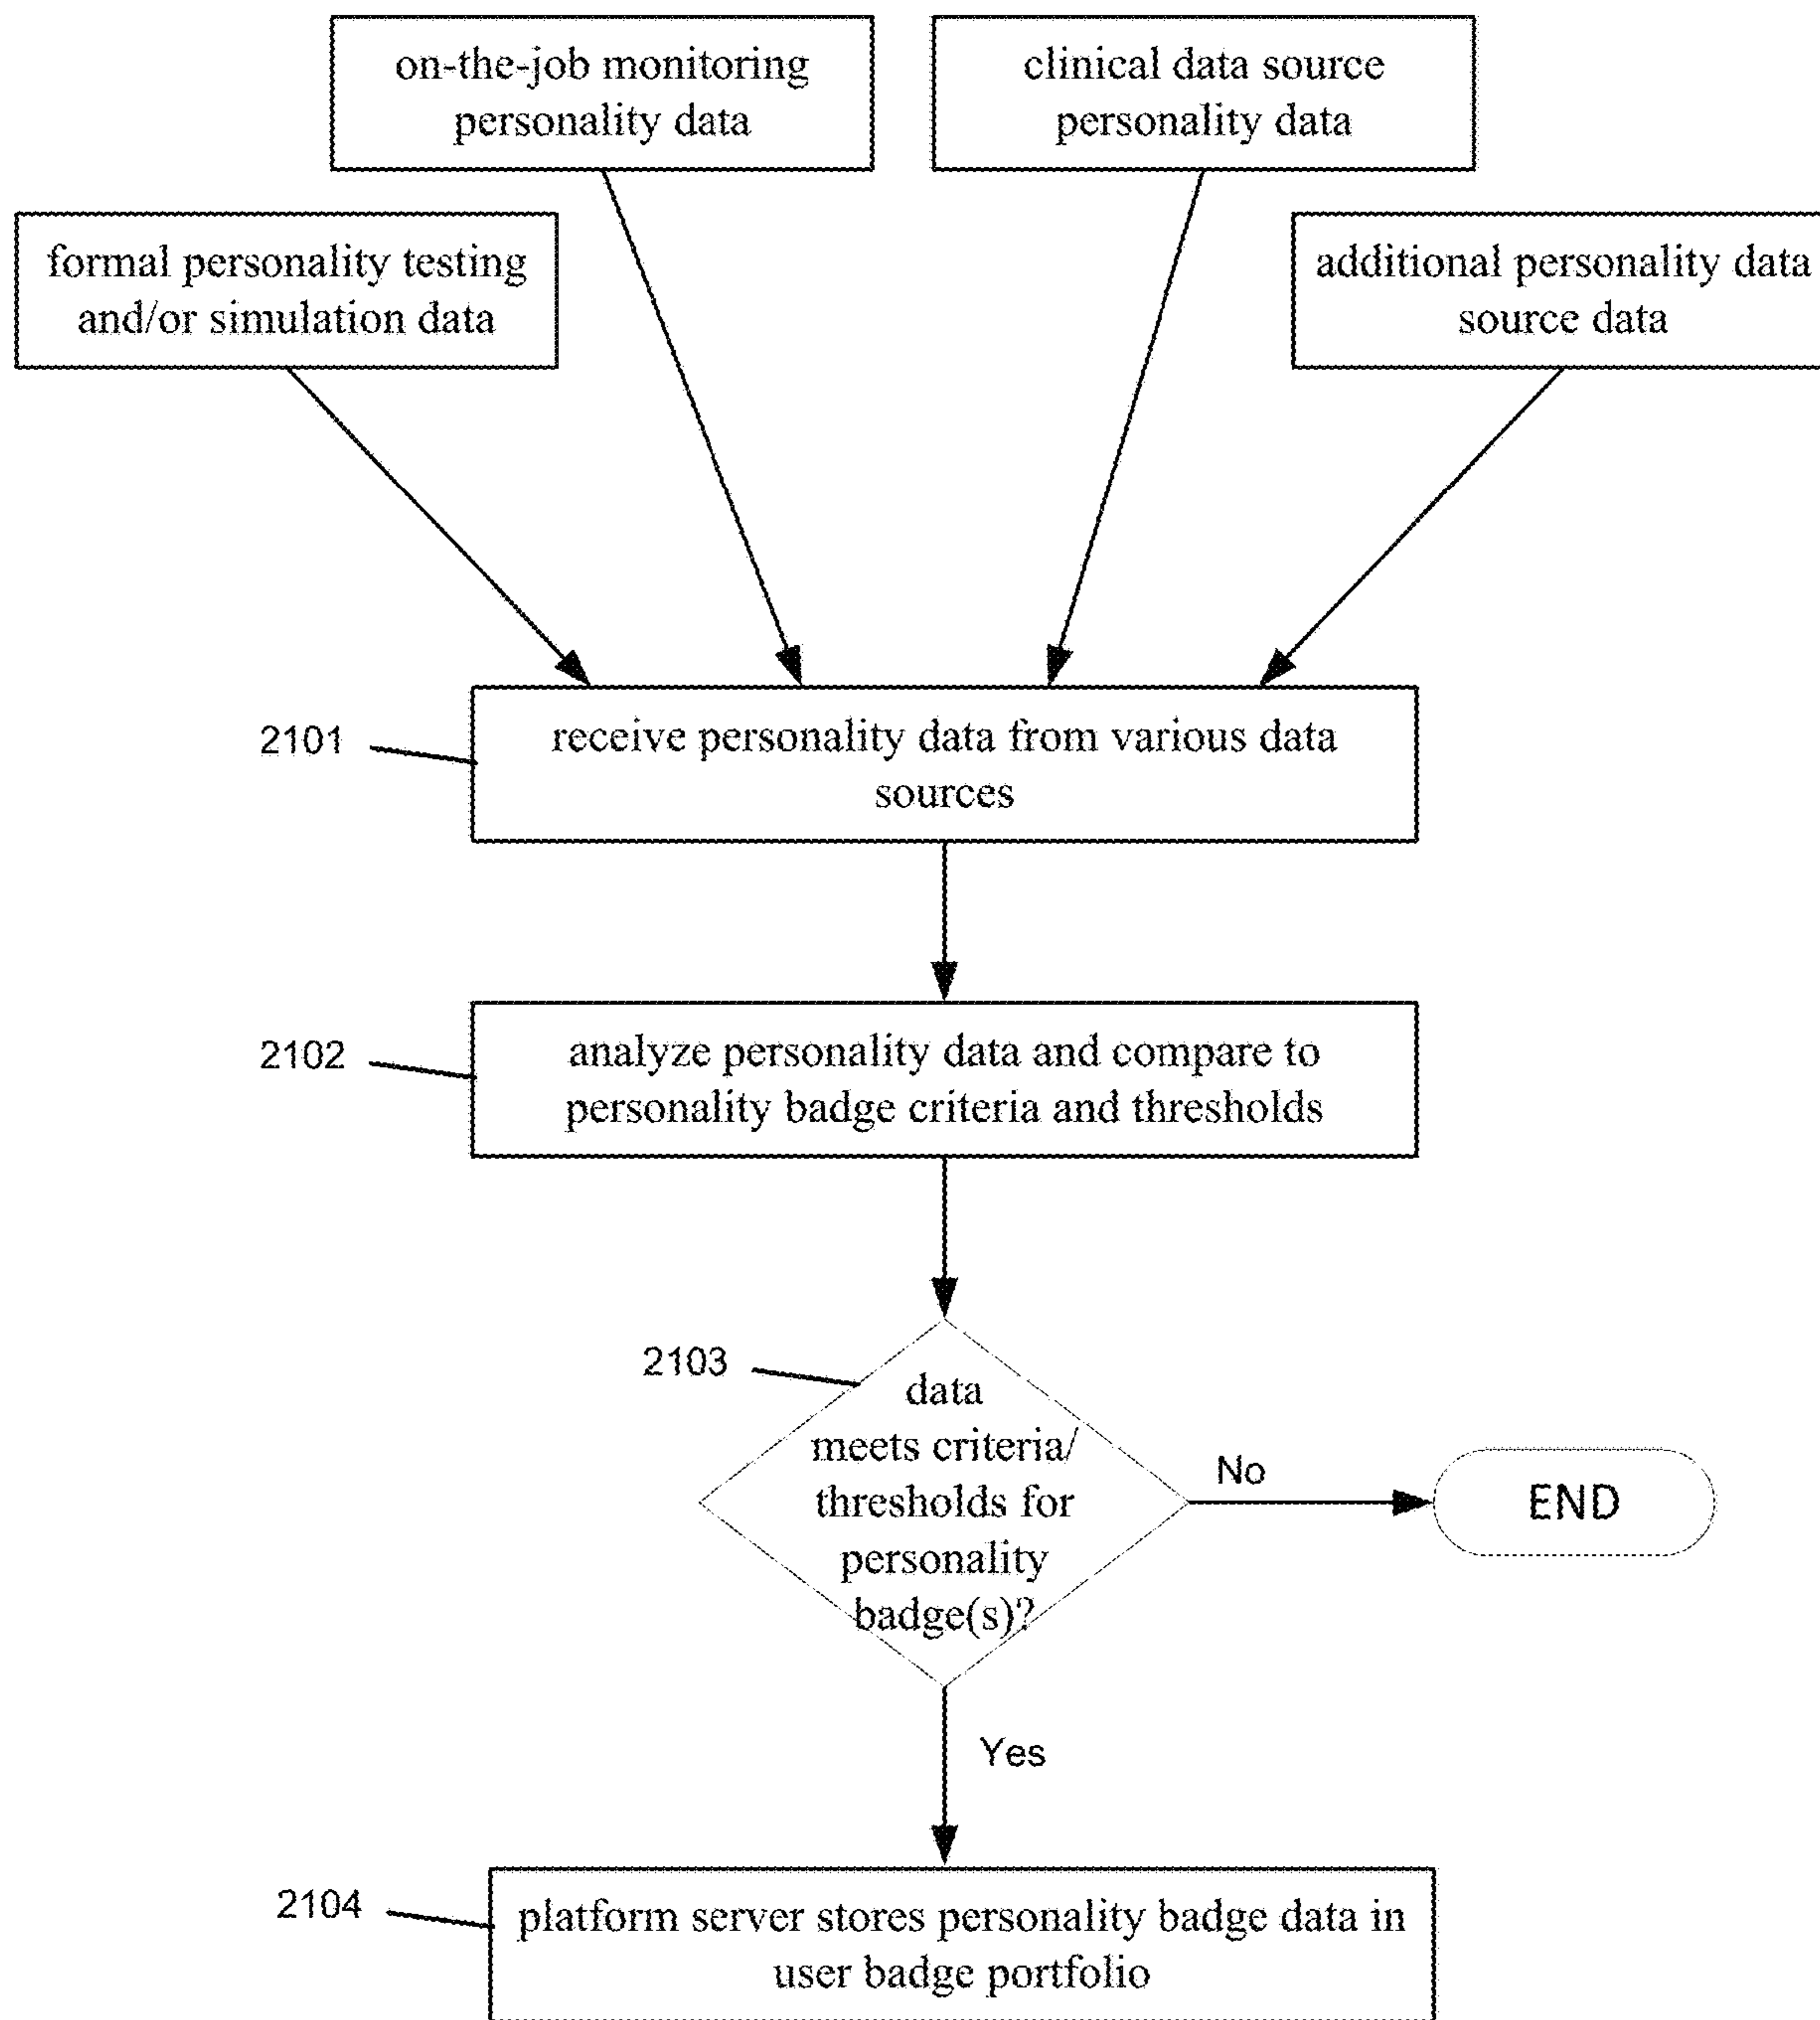 on-the-job monitoring
personality data
clinical data source
personality data
formal personality testing
and/or simulation data
additional personality data
source data
2101
receive personality data from various data
sources
2102
analyze personality data and compare to
personality badge criteria and thresholds
2103
data
meets criteria/
thresholds for
personality
badge(s)?
No
END
Yes
2104
platform server stores personality badge data in
user badge portfolio